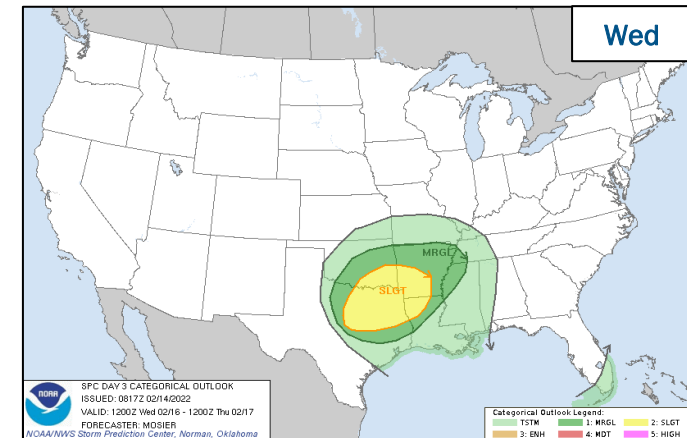 Wed
MRGL
SLGT
NOAA
SPC DAY 3 CATEGORICAL OUTLOOK
ISSUED: 0817Z 02/14/2022
VALID: 1200Z Wed 02/16 - 1200Z Thu 02/17
FORECASTER: MOSIER
NOAA/NWS Storm Prediction Center, Norman, Oklahoma
Categorical Outlook Legend:
TSTM 1: MRGL 2: SLGT
3: ENH 4: MDT 5: HIGH